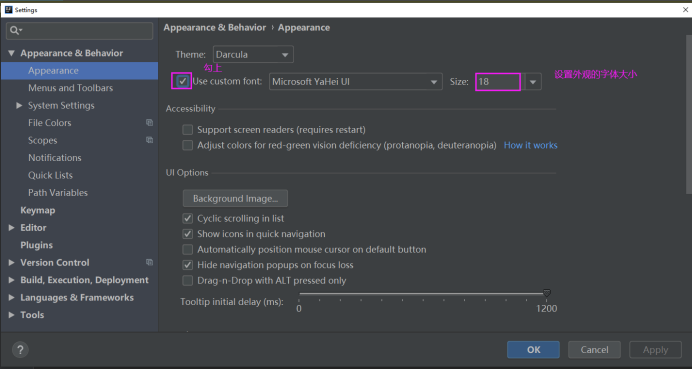 Settings
Appearance & Behavior › Appearance
Appearance & Behavior
Appearance
Menus and Toolbars
System Settings
File Colors
Scopes
Notifications
Quick Lists
Path Variables
Keymap
Editor
Plugins
Version Control
Build, Execution, Deployment
Languages & Frameworks
Tools
Theme: Darcula
勾上
Use custom font: Microsoft YaHei UI Size: 18 设置外观的字体大小
Accessibility
Support screen readers (requires restart)
Adjust colors for red-green vision deficiency (protanopia, deuteranopia) How it works
UI Options
Background Image...
Cyclic scrolling in list
Show icons in quick navigation
Automatically position mouse cursor on default button
Hide navigation popups on focus loss
Drag-n-Drop with ALT pressed only
Tooltip initial delay (ms):
0 1200
? OK Cancel Apply